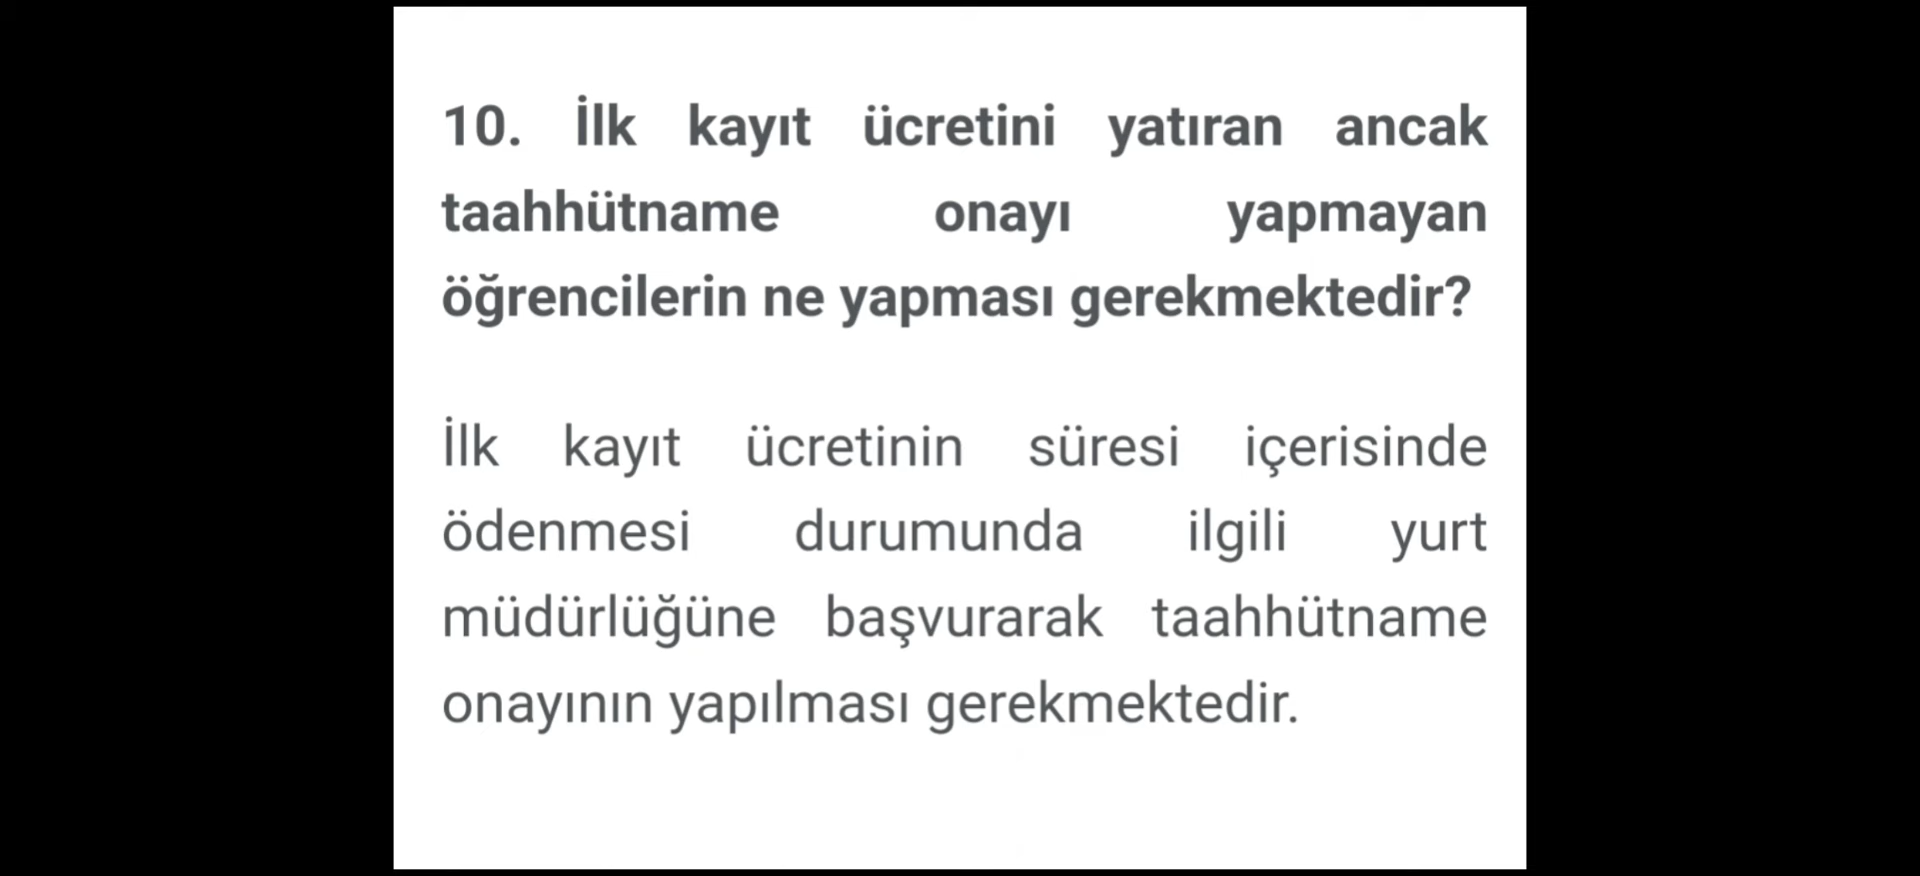 10. İlk kayıt ücretini yatıran ancak
taahhütname onayı yapmayan
öğrencilerin ne yapması gerekmektedir?
İlk kayıt ücretinin süresi içerisinde
ödenmesi durumunda ilgili yurt
müdürlüğüne başvurarak taahhütname
onayının yapılması gerekmektedir.